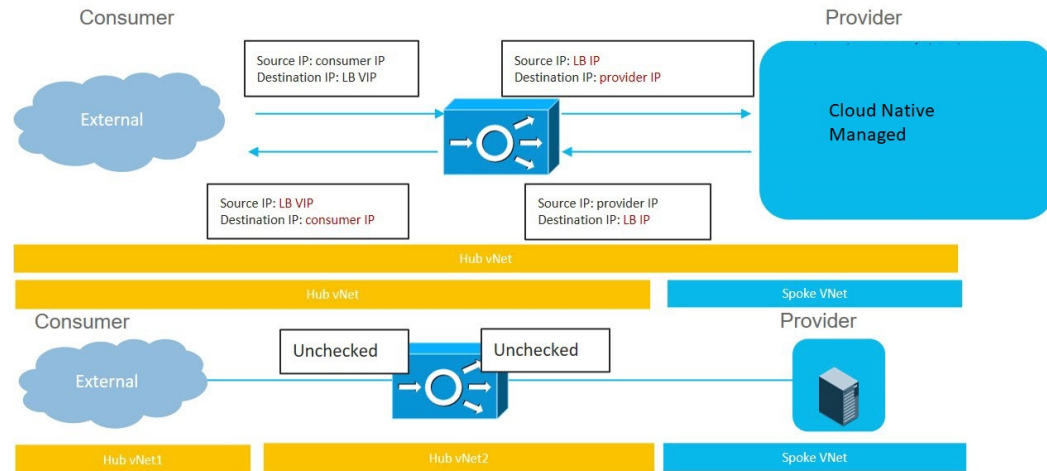 Consumer
Provider
Source IP: consumer IP
Destination IP: LB VIP
Source IP: LB IP
Destination IP: provider IP
External
Cloud Native
Managed
Source IP: LB VIP
Destination IP: consumer IP
Source IP: provider IP
Destination IP: LB IP
Hub vNet
Hub vNet
Spoke VNet
Consumer
Provider
Unchecked
Unchecked
External
Hub vNet1
Hub vNet2
Spoke VNet